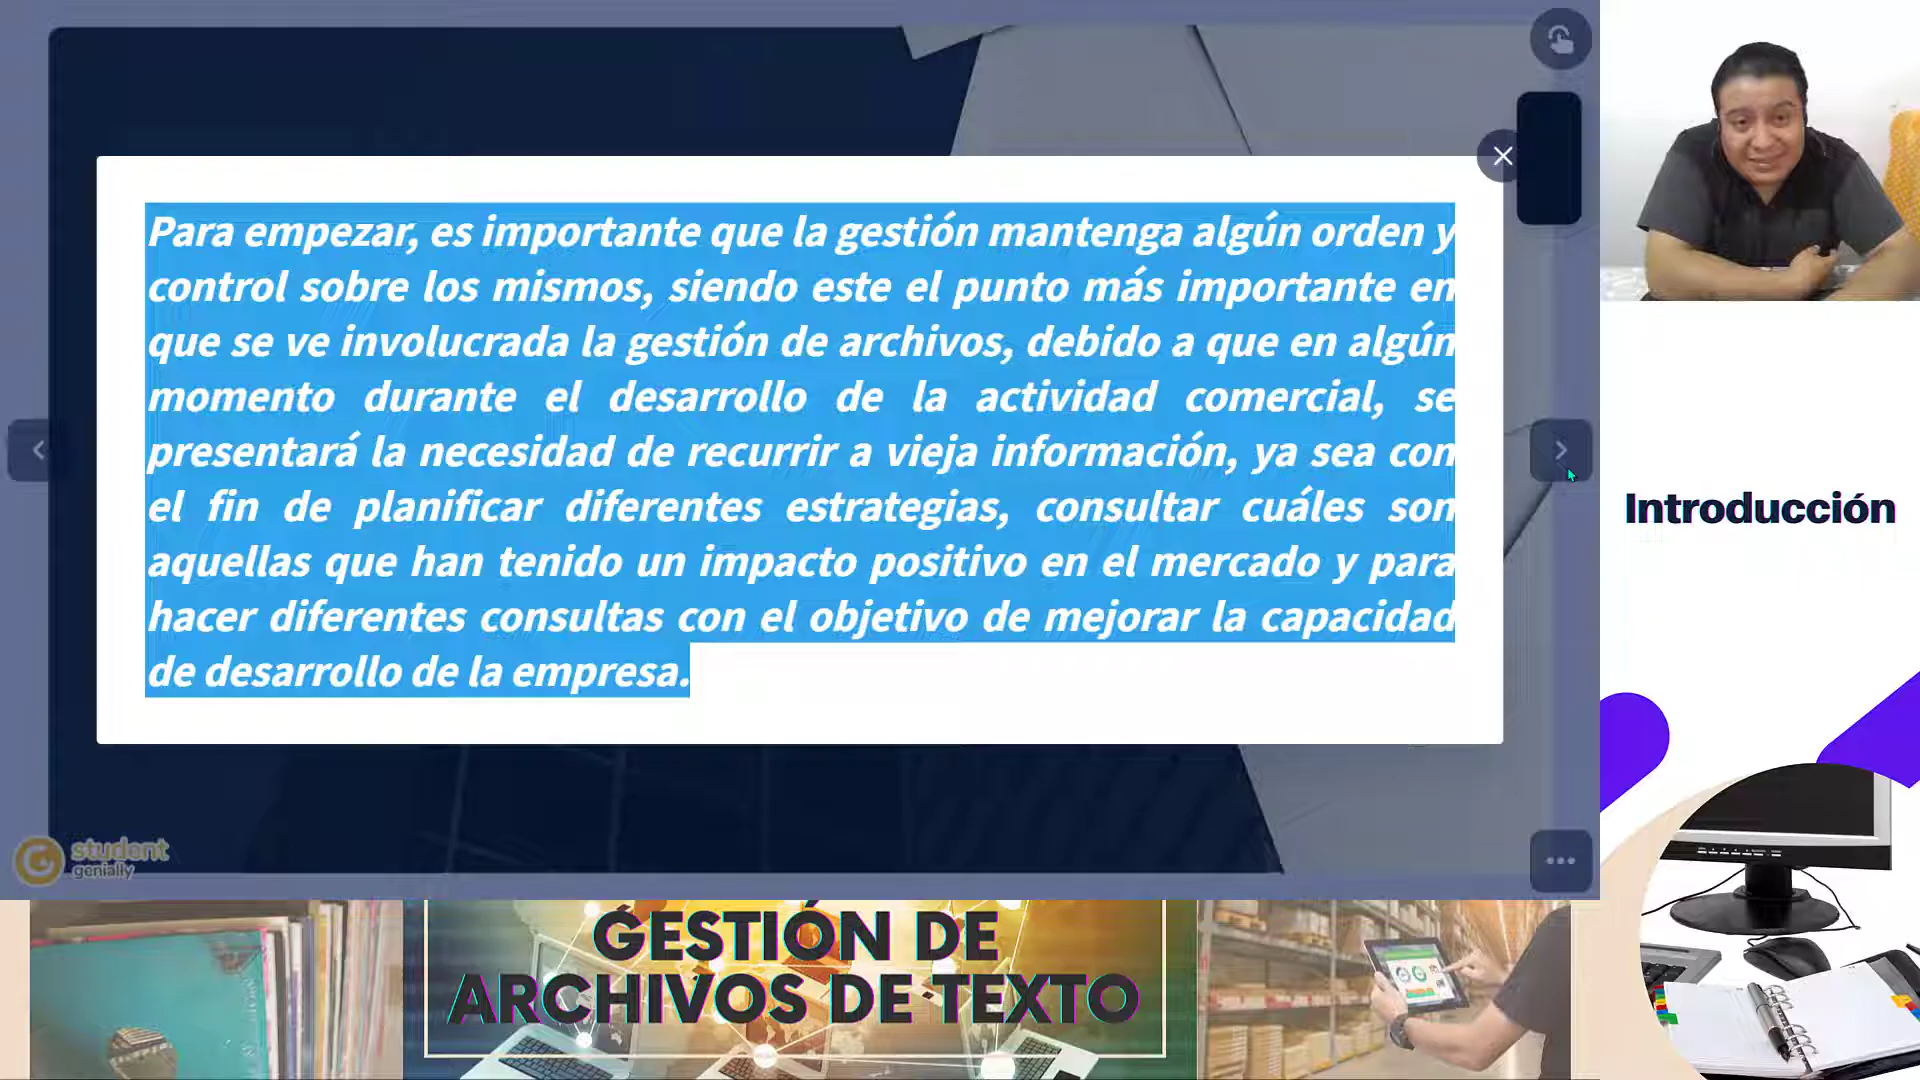 Para empezar, es importante que la gestión mantenga algún orden y
control sobre los mismos, siendo este el punto más importante en
que se ve involucrada la gestión de archivos, debido a que en algún
momento durante el desarrollo de la actividad comercial, se
presentará la necesidad de recurrir a vieja información, ya sea con
el fin de planificar diferentes estrategias, consultar cuáles son
aquellas que han tenido un impacto positivo en el mercado y para
hacer diferentes consultas con el objetivo de mejorar la capacidad
de desarrollo de la empresa.
Introducción
student
genially
GESTIÓN DE
ARCHIVOS DE TEXTO